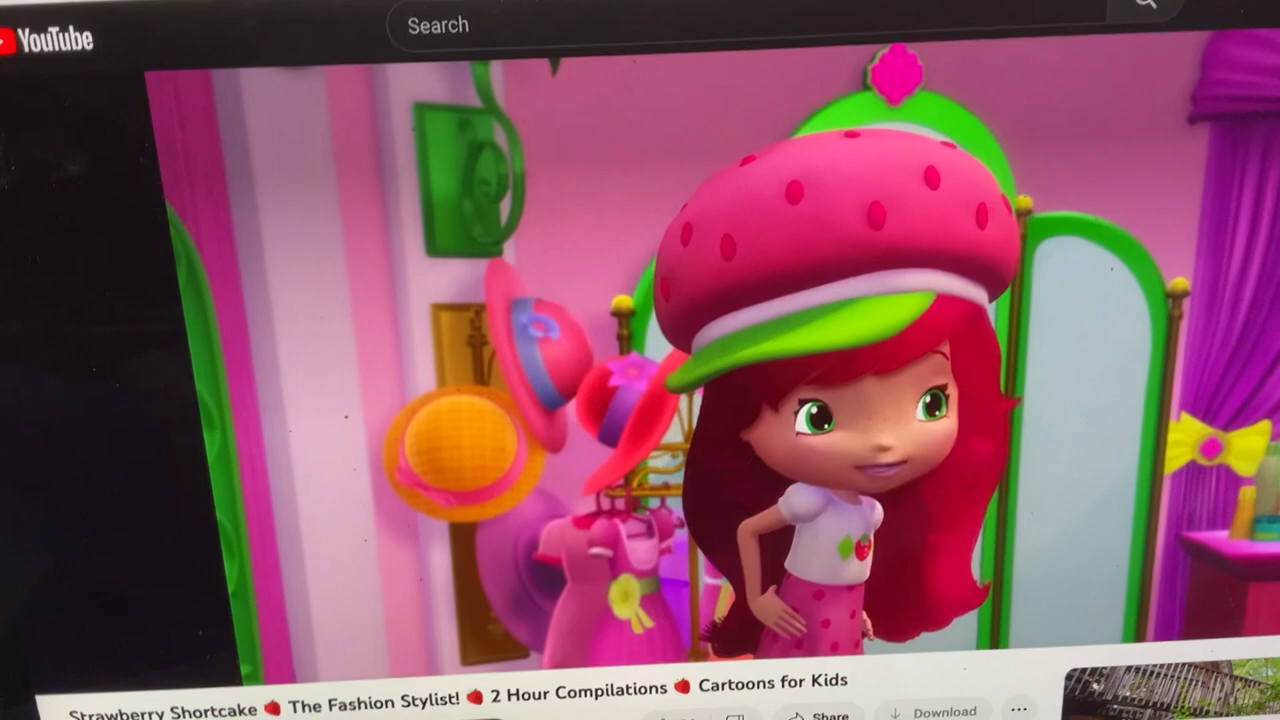 YouTube
Search
Strawberry Shortcake 🍓 The Fashion Stylist! 🍓 2 Hour Compilations 🍓 Cartoons for Kids
Share
Download